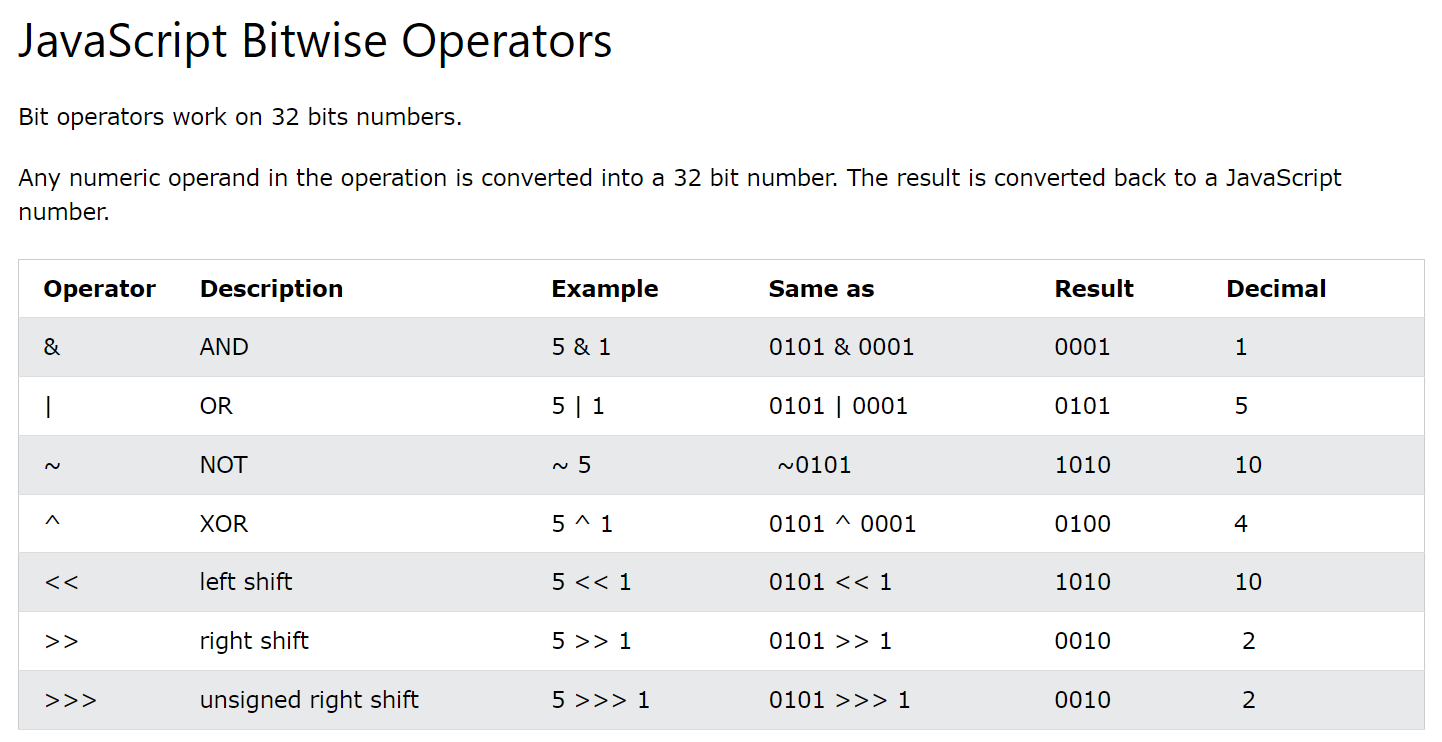 JavaScript Bitwise Operators
Bit operators work on 32 bits numbers.
Any numeric operand in the operation is converted into a 32 bit number. The result is converted back to a JavaScript
number.
Operator Description Example Same as Result Decimal
& AND 5 & 1 0101 & 0001 0001 1
| OR 5 | 1 0101 | 0001 0101 5
~ NOT ~ 5 ~0101 1010 10
^ XOR 5 ^ 1 0101 ^ 0001 0100 4
<< left shift 5 << 1 0101 << 1 1010 10
>> right shift 5 >> 1 0101 >> 1 0010 2
>>> unsigned right shift 5 >>> 1 0101 >>> 1 0010 2